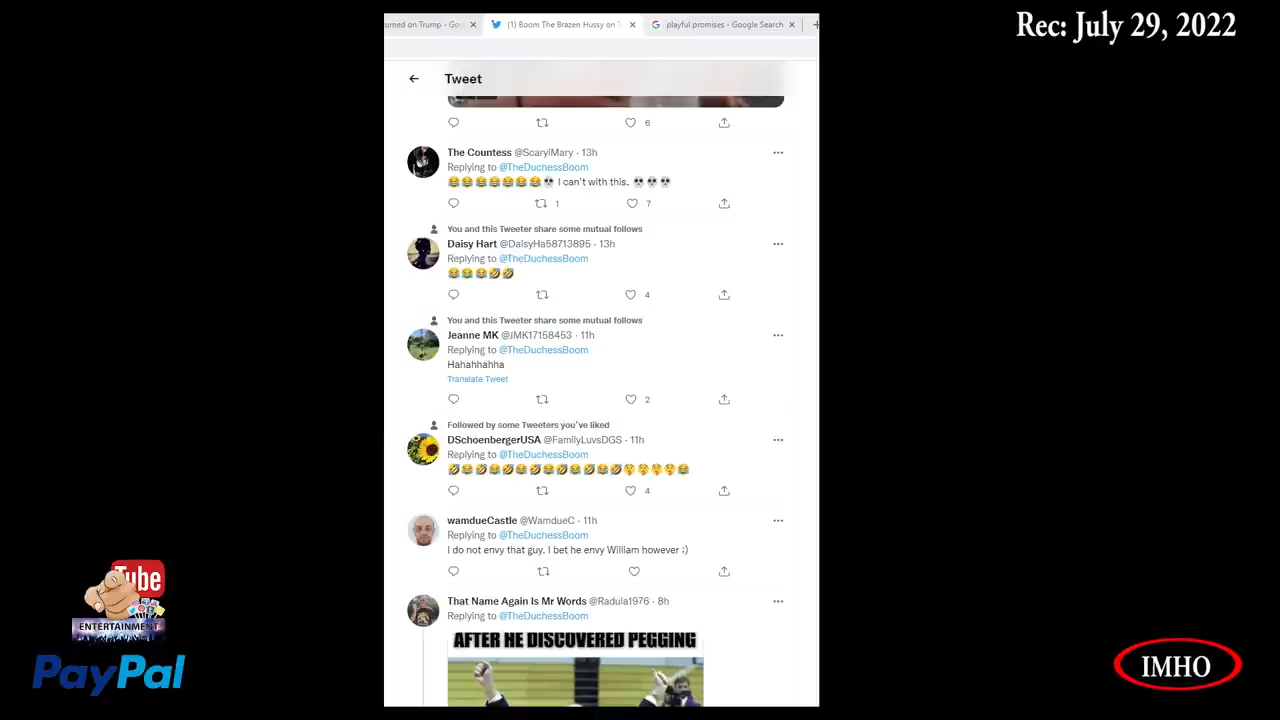 Rec: July 29, 2022
urned on Trump - Go
(1) Boom The Brazen Hussy on T
playful promises - Google Search
Tweet
6
The Countess @ScaryIMary · 13h
Replying to @TheDuchessBoom
😂😂😂😂😂😂😂💀 I can't with this. 💀💀💀
1 7
You and this Tweeter share some mutual follows
Daisy Hart @DaisyHa58713895 · 13h
Replying to @TheDuchessBoom
😂😂😂🤣🤣
4
You and this Tweeter share some mutual follows
Jeanne MK @JMK17158453 · 11h
Replying to @TheDuchessBoom
Hahahhahha
Translate Tweet
2
Followed by some Tweeters you've liked
DSchoenbergerUSA @FamilyLuvsDGS · 11h
Replying to @TheDuchessBoom
4
wamdueCastle @WamdueC · 11h
Replying to @TheDuchessBoom
I do not envy that guy. I bet he envy William however ;)
That Name Again Is Mr Words @Radula1976 · 8h
Replying to @TheDuchessBoom
AFTER HE DISCOVERED PEGGING
Tube
ENTERTAINMENT
PayPal
IMHO